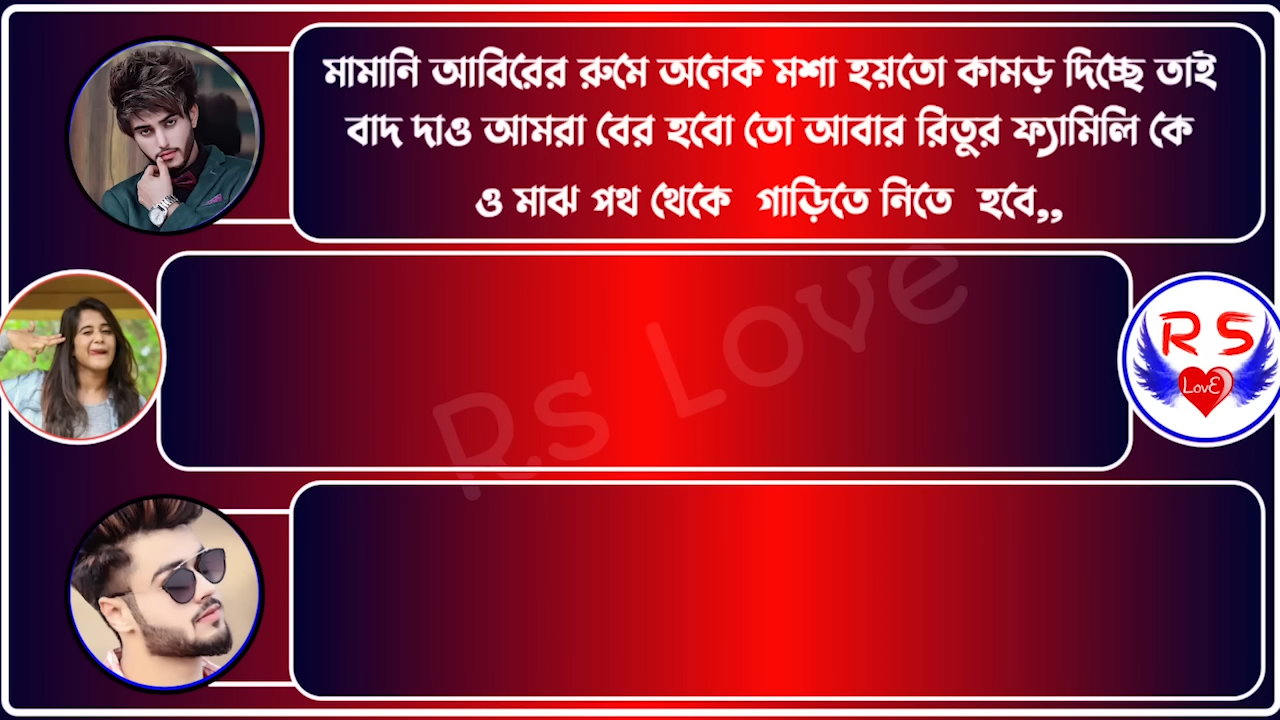 মামানি আবিরের রুমে অনেক মশা হয়তো কামড় দিচ্ছে তাই
বাদ দাও আমরা বের হবো তো আবার রিতুর ফ্যামিলি কে
ও মাঝ পথ থেকে গাড়িতে নিতে হবে,,
Rs Love
R S
LovE